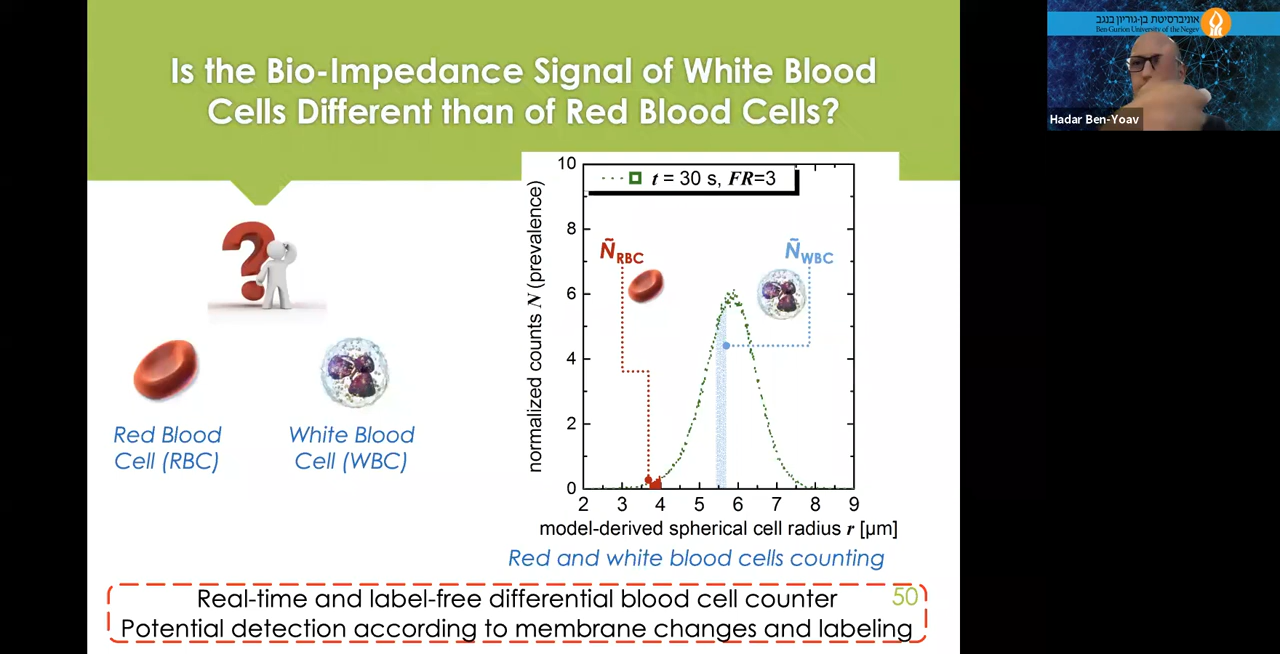 Is the Bio-Impedance Signal of White Blood
Cells Different than of Red Blood Cells?
Red Blood
Cell (RBC)
White Blood
Cell (WBC)
t = 30 s, FR=3
ÑRBC
ÑWBC
normalized counts N (prevalence)
10
8
6
4
2
0
2 3 4 5 6 7 8 9
model-derived spherical cell radius r [µm]
Red and white blood cells counting
Real-time and label-free differential blood cell counter
50
Potential detection according to membrane changes and labeling
אוניברסיטת בן-גוריון בנגב
Ben-Gurion University of the Negev
Hadar Ben-Yoav